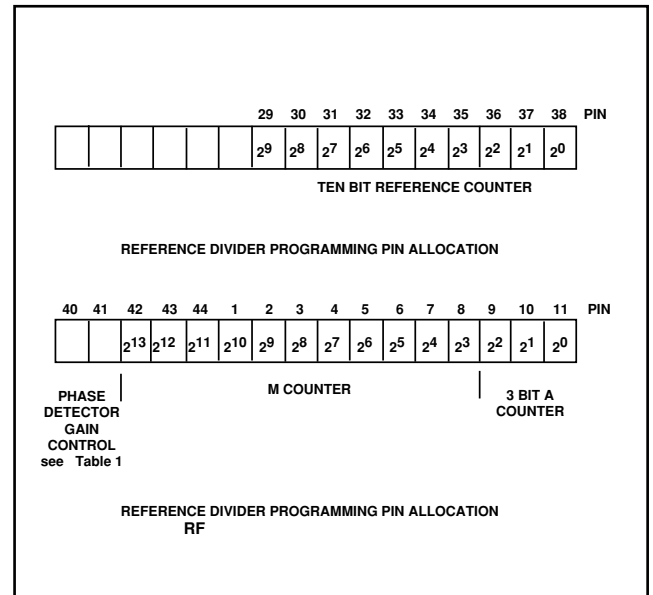 29 30 31 32 33 34 35 36 37 38 PIN
2^9 2^8 2^7 2^6 2^5 2^4 2^3 2^2 2^1 2^0
TEN BIT REFERENCE COUNTER
REFERENCE DIVIDER PROGRAMMING PIN ALLOCATION
40 41 42 43 44 1 2 3 4 5 6 7 8 9 10 11 PIN
2^13 2^12 2^11 2^10 2^9 2^8 2^7 2^6 2^5 2^4 2^3 2^2 2^1 2^0
M COUNTER
PHASE
DETECTOR
GAIN
CONTROL
see Table 1
3 BIT A
COUNTER
REFERENCE DIVIDER PROGRAMMING PIN ALLOCATION
RF